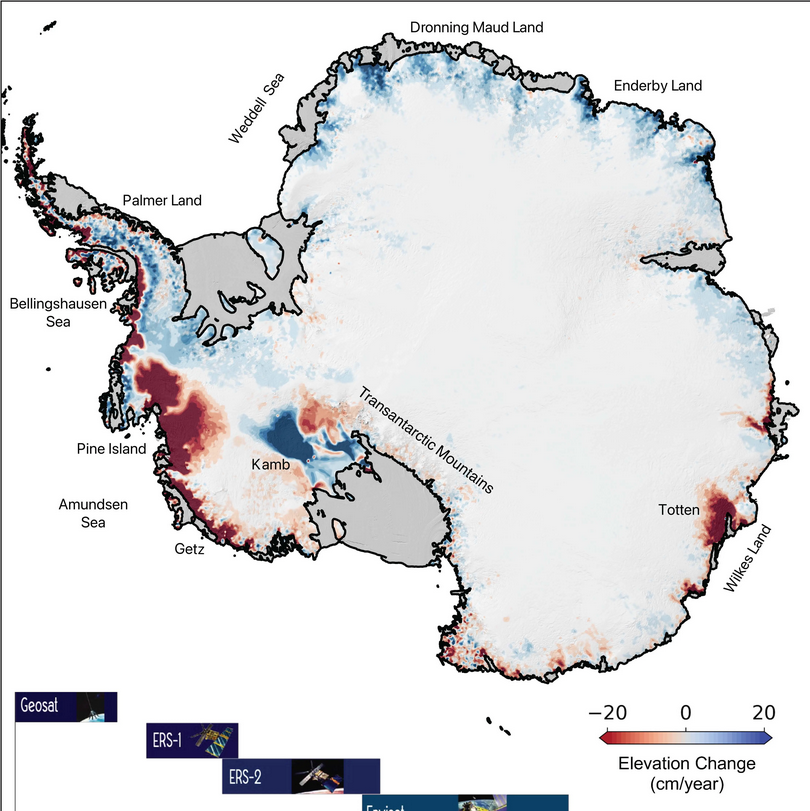 Dronning Maud Land
Weddell Sea
Enderby Land
Palmer Land
Bellingshausen
Sea
Transantarctic Mountains
Pine Island
Kamb
Amundsen
Sea
Totten
Getz
Wilkes Land
Geosat
ERS-1
ERS-2
Envisat
−20 0 20
Elevation Change
(cm/year)